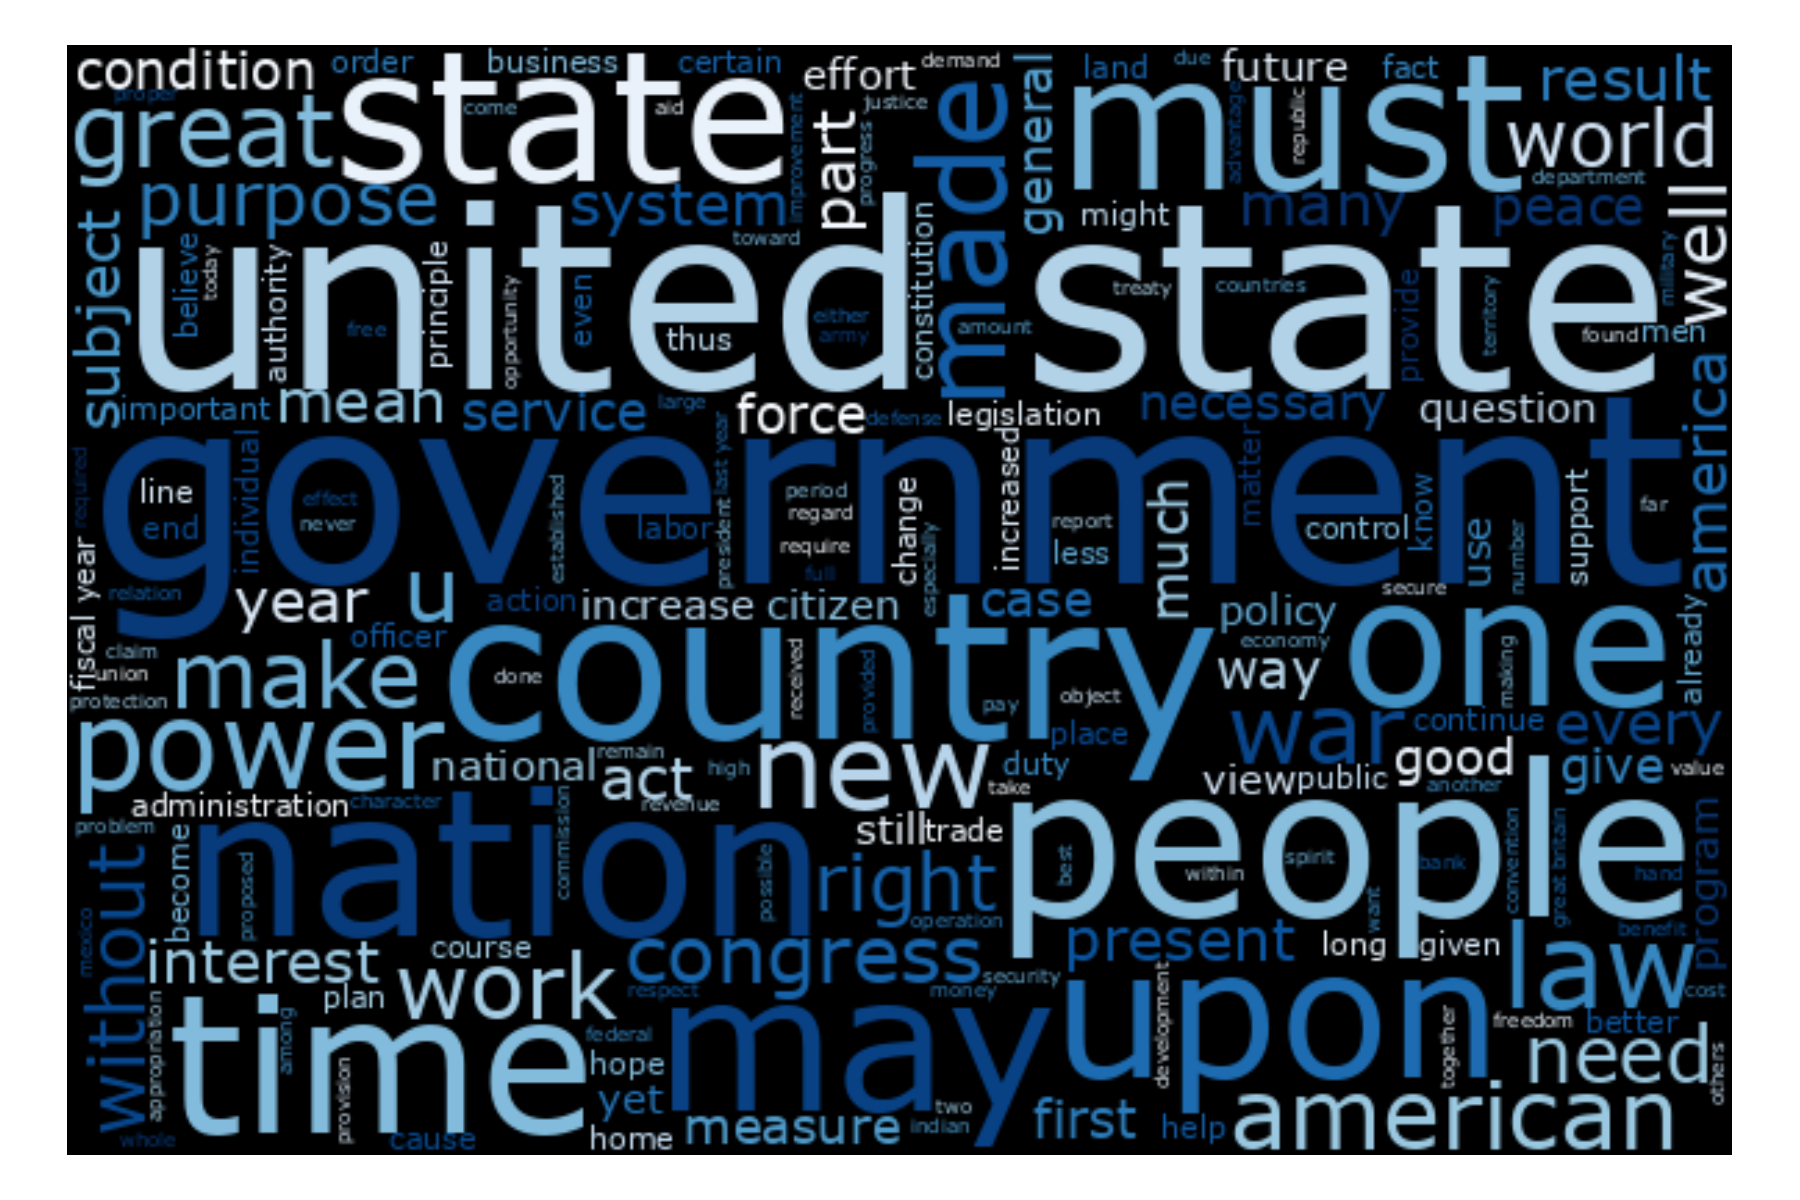 condition
order
business
certain
effort
demand
general
land
due
future
fact
result
proper
great
state
come
aid
improvement
part
justice
progress
made
must
advantage
republic
world
department
purpose
system
toward
constitution
might
many
peace
well
subject
believe
today
united state
authority
free
principle
opportunity
even
thus
either
army
amount
treaty
countries
provide
territory
military
found
men
important
mean
service
large
force
defense
legislation
necessary
question
america
required
individual
government
line
end
effect
never
established
labor
president
last year
period
regard
require
full
change
especially
increased
report
less
much
matter
control
know
use
number
support
far
fiscal year
relation
year
u
action
increase
citizen
case
policy
secure
economy
one
already
claim
union
protection
officer
make
country
done
received
provided
pay
object
way
making
power
national
remain
act
high
revenue
new
take
duty
place
war
continue
every
view
public
good
another
give
value
administration
character
problem
commission
nation
still
trade
people
best
within
spirit
want
bank
convention
great britain
hand
program
without
become
proposed
possible
right
operation
benefit
mexico
interest
course
congress
security
present
long
given
law
plan
work
respect
money
cost
appropriation
time
among
provision
federal
hope
may
upon
development
together
freedom
better
need
others
yet
whole
cause
home
measure
two
indian
first
help
american